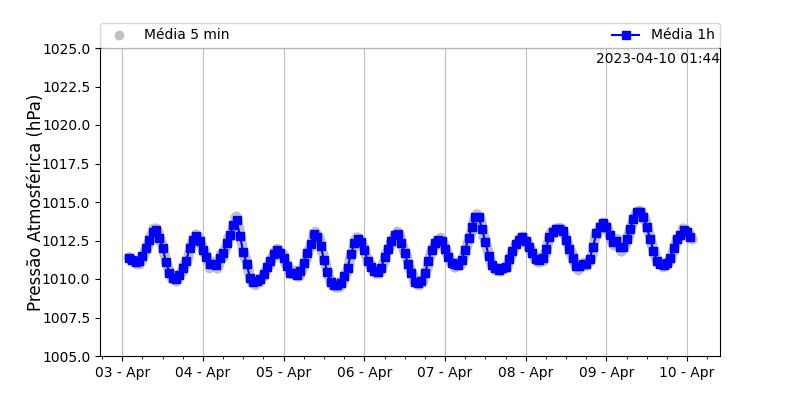 Média 5 min
Média 1h
2023-04-10 01:44
Pressão Atmosférica (hPa)
1025.0
1022.5
1020.0
1017.5
1015.0
1012.5
1010.0
1007.5
1005.0
03 - Apr
04 - Apr
05 - Apr
06 - Apr
07 - Apr
08 - Apr
09 - Apr
10 - Apr